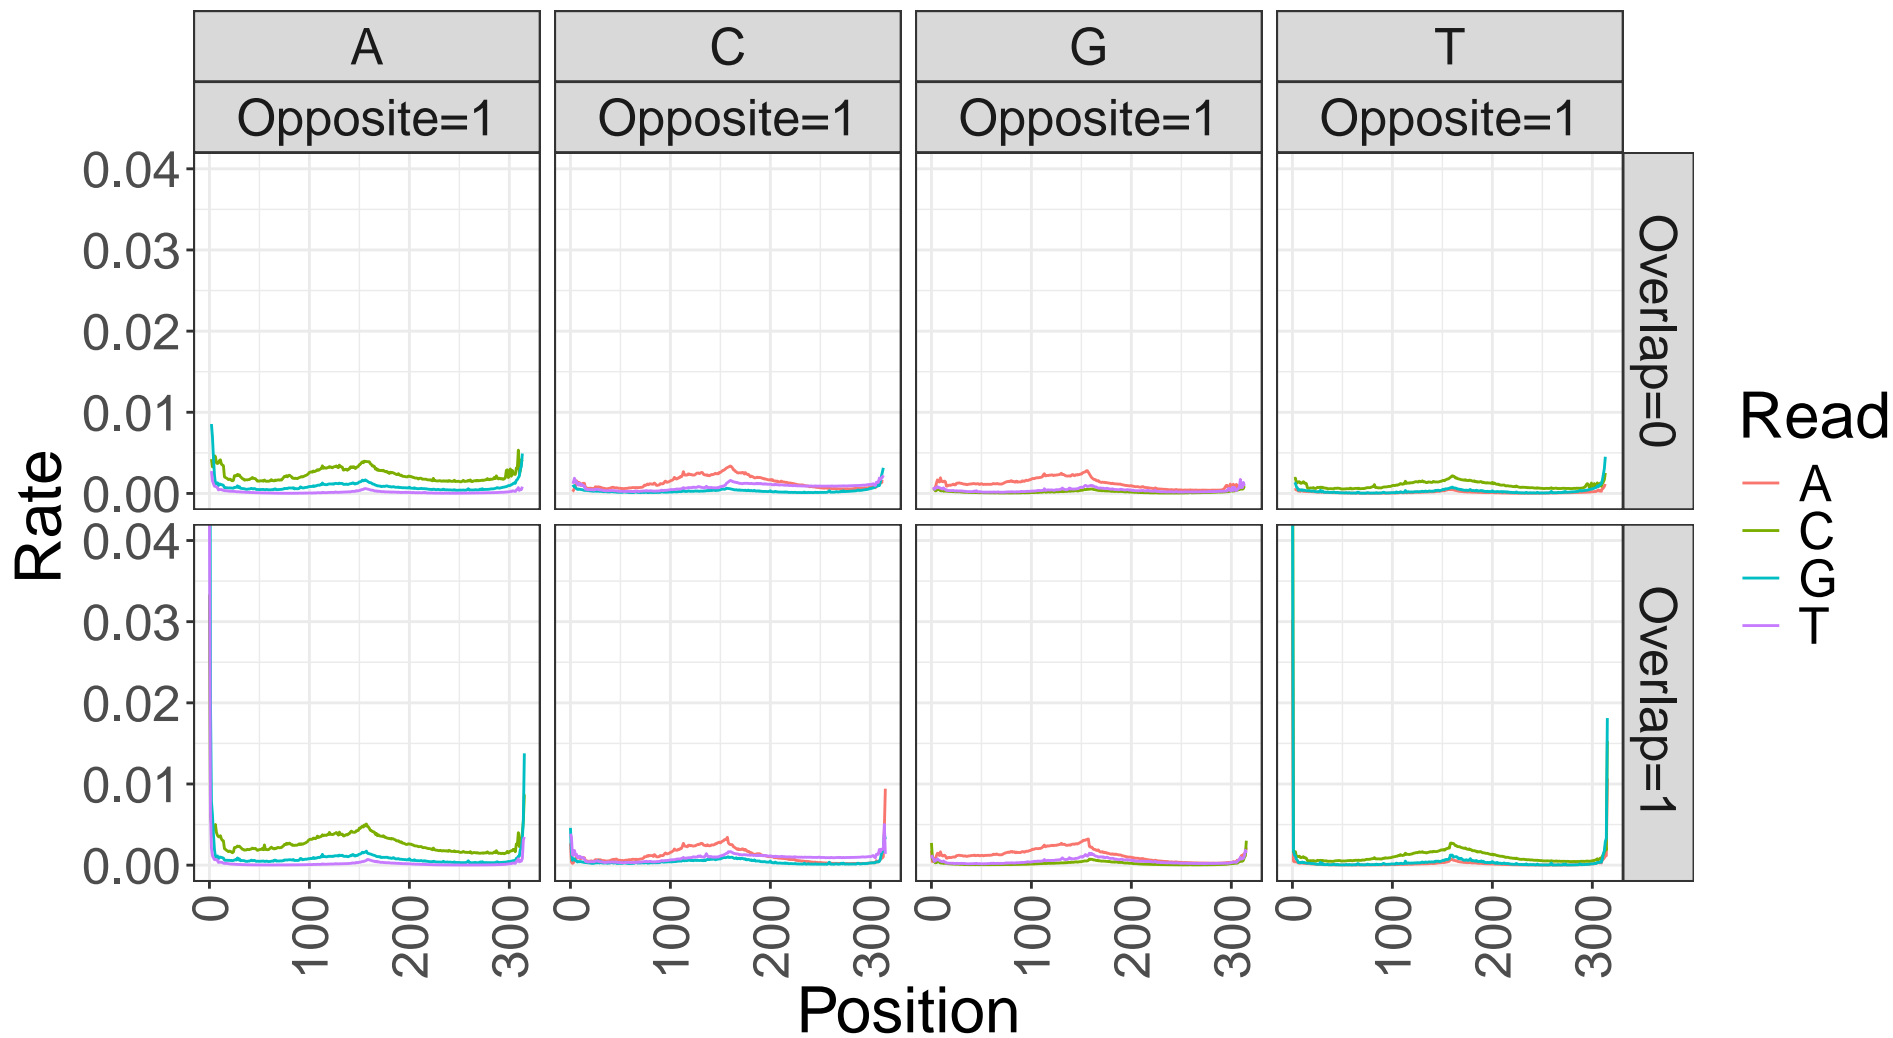 A C G T
Opposite=1 Opposite=1 Opposite=1 Opposite=1
0.04
0.03
0.02
0.01
0.00
Overlap=0
0.04
0.03
0.02
0.01
0.00
Overlap=1
Rate
0 100 200 300 0 100 200 300 0 100 200 300 0 100 200 300
Position
Read
A
C
G
T